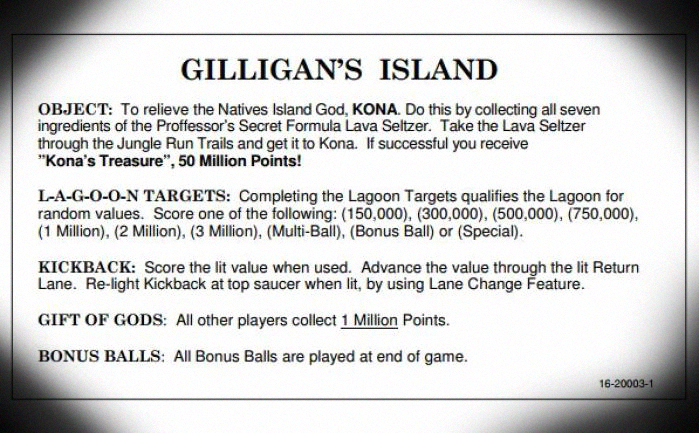 GILLIGAN'S ISLAND
OBJECT: To relieve the Natives Island God, KONA. Do this by collecting all seven
ingredients of the Proffessor's Secret Formula Lava Seltzer. Take the Lava Seltzer
through the Jungle Run Trails and get it to Kona. If successful you receive
"Kona's Treasure", 50 Million Points!
L-A-G-O-O-N TARGETS: Completing the Lagoon Targets qualifies the Lagoon for
random values. Score one of the following: (150,000), (300,000), (500,000), (750,000),
(1 Million), (2 Million), (3 Million), (Multi-Ball), (Bonus Ball) or (Special).
KICKBACK: Score the lit value when used. Advance the value through the lit Return
Lane. Re-light Kickback at top saucer when lit, by using Lane Change Feature.
GIFT OF GODS: All other players collect 1 Million Points.
BONUS BALLS: All Bonus Balls are played at end of game.
16-20003-1